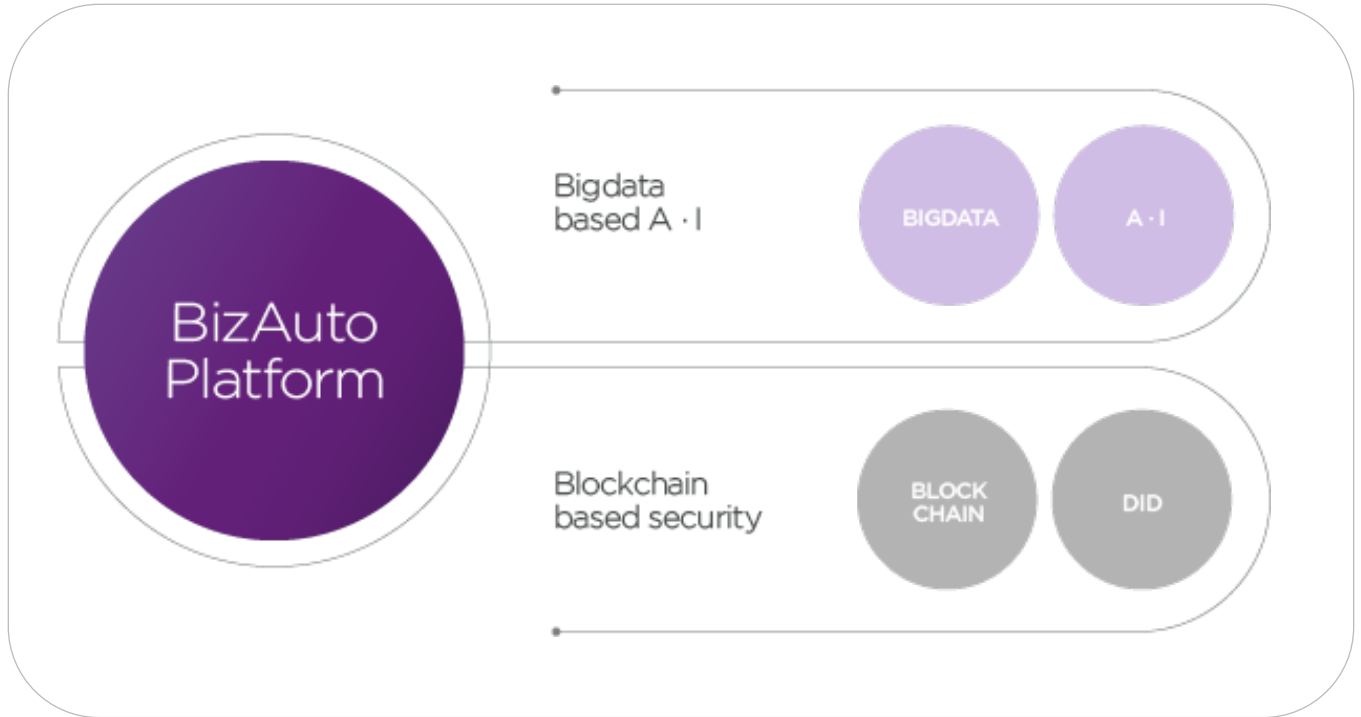 BizAuto
Platform
Bigdata
based A · I
BIGDATA
A · I
Blockchain
based security
BLOCK
CHAIN
DID